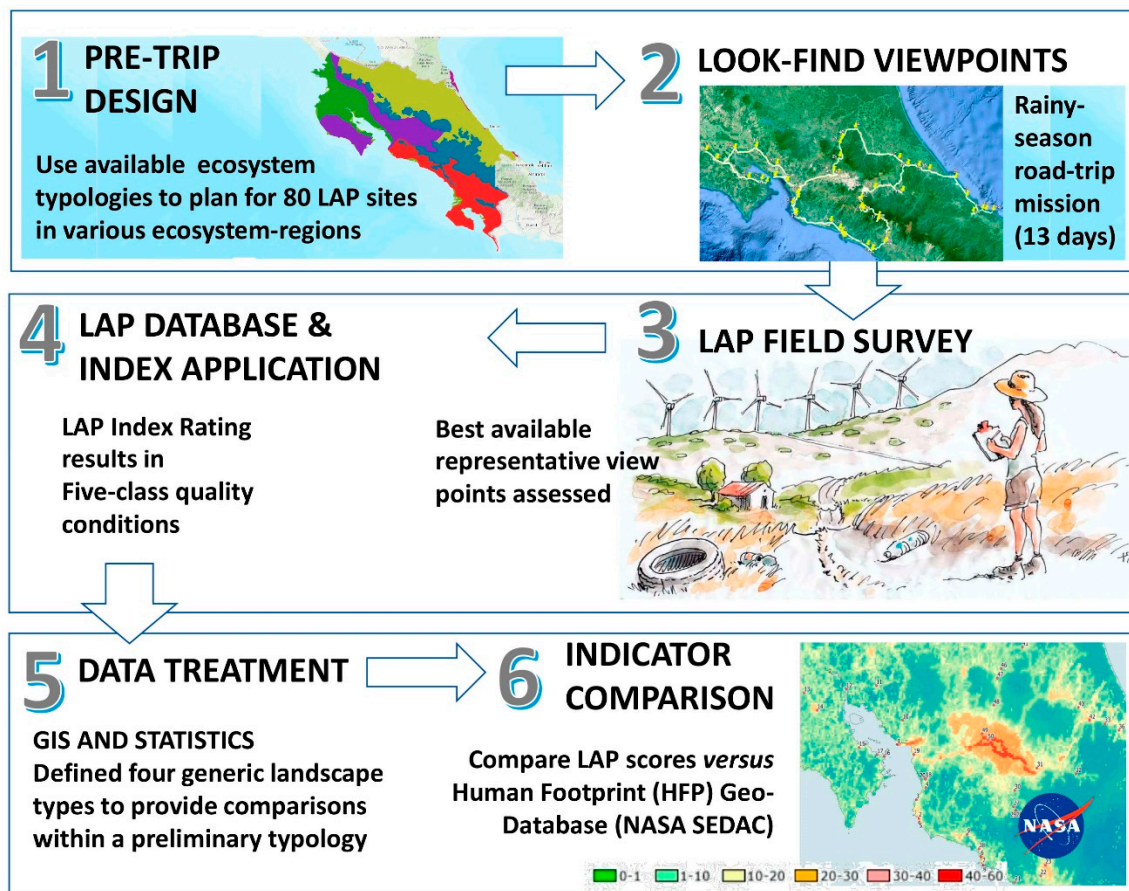 1 PRE-TRIP
DESIGN
Use available ecosystem
typologies to plan for 80 LAP sites
in various ecosystem-regions
2 LOOK-FIND VIEWPOINTS
Rainy-
season
road-trip
mission
(13 days)
3 LAP FIELD SURVEY
Best available
representative view
points assessed
4 LAP DATABASE &
INDEX APPLICATION
LAP Index Rating
results in
Five-class quality
conditions
5 DATA TREATMENT
GIS AND STATISTICS
Defined four generic landscape
types to provide comparisons
within a preliminary typology
6 INDICATOR
COMPARISON
Compare LAP scores versus
Human Footprint (HFP) Geo-
Database (NASA SEDAC)
NASA
0-1 1-10 10-20 20-30 30-40 40-60